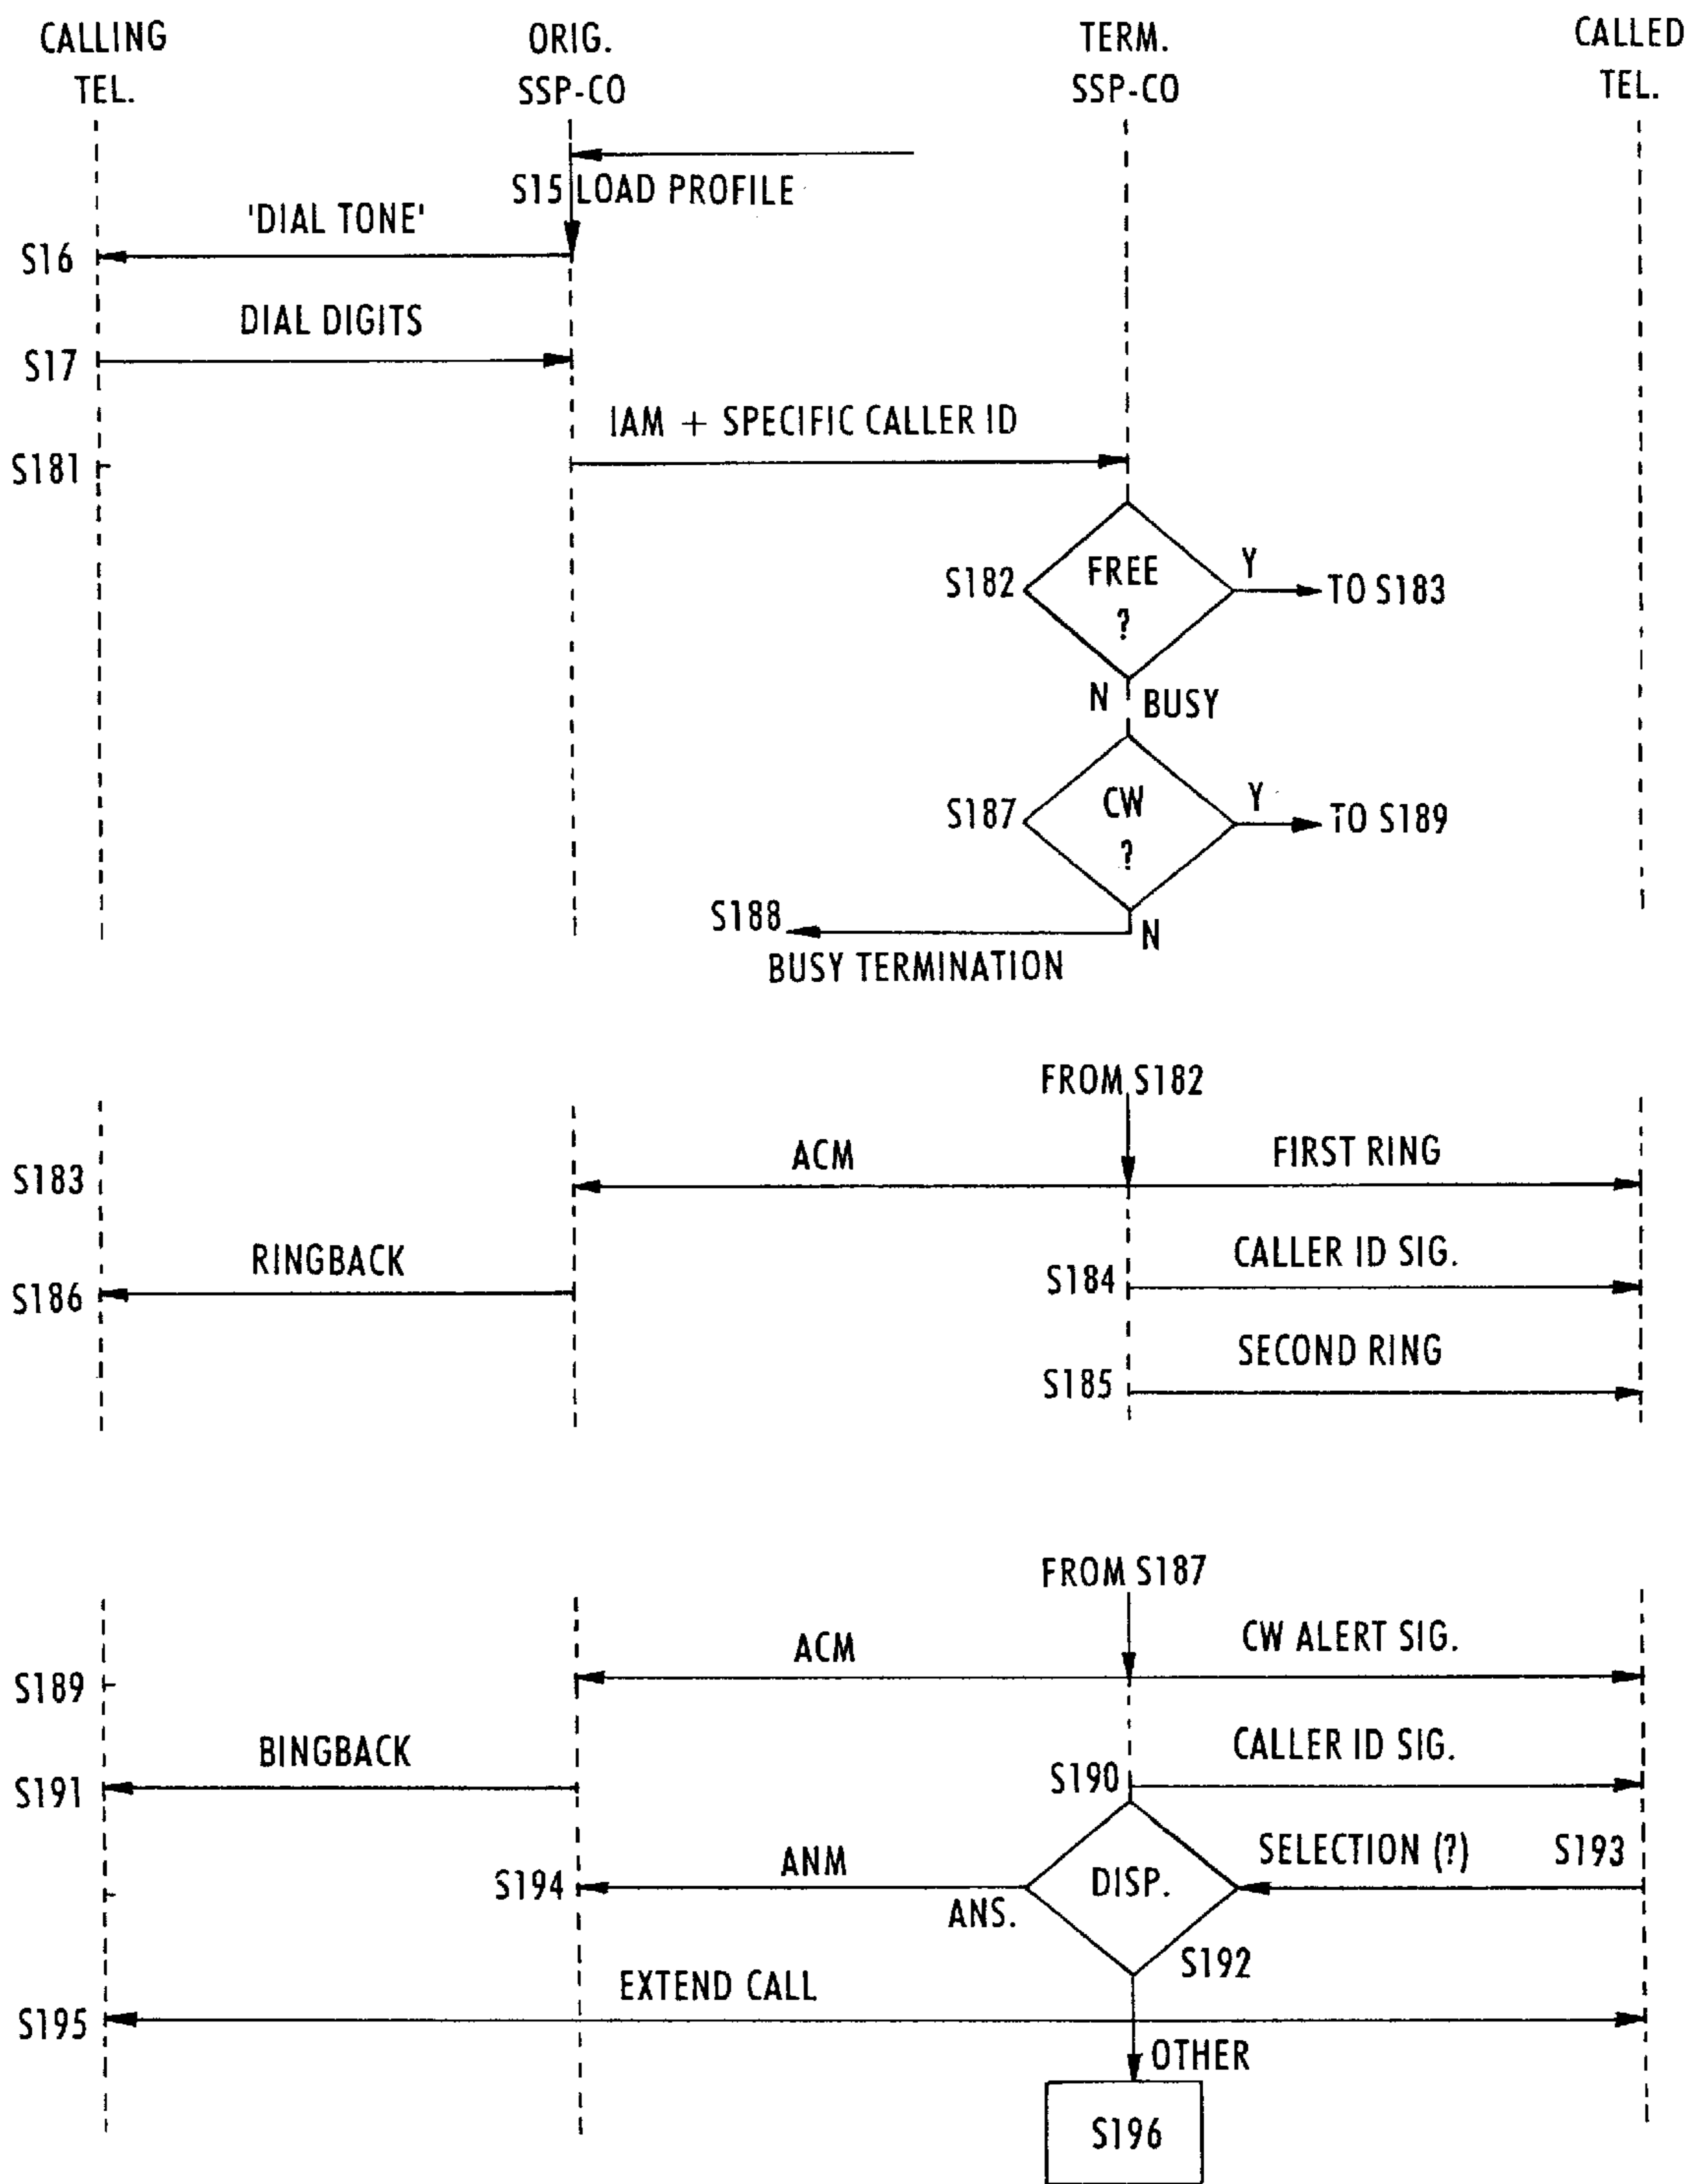 CALLING
TEL.
ORIG.
SSP-CO
TERM.
SSP-CO
CALLED
TEL.
S15 LOAD PROFILE
'DIAL TONE'
S16
DIAL DIGITS
S17
IAM + SPECIFIC CALLER ID
S181
S182
FREE
?
Y
TO S183
N
BUSY
S187
CW
?
Y
TO S189
S188
N
BUSY TERMINATION
FROM S182
ACM
FIRST RING
S183
RINGBACK
CALLER ID SIG.
S184
S186
SECOND RING
S185
FROM S187
ACM
CW ALERT SIG.
S189
BINGBACK
CALLER ID SIG.
S190
S191
ANM
SELECTION (?)
S193
S194
DISP.
ANS.
S192
EXTEND CALL
S195
OTHER
S196